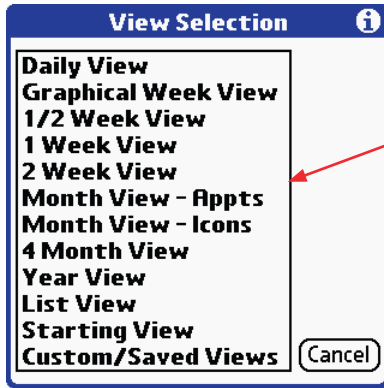 View Selection
Daily View
Graphical Week View
1/2 Week View
1 Week View
2 Week View
Month View - Appts
Month View - Icons
4 Month View
Year View
List View
Starting View
Custom/Saved Views
Cancel